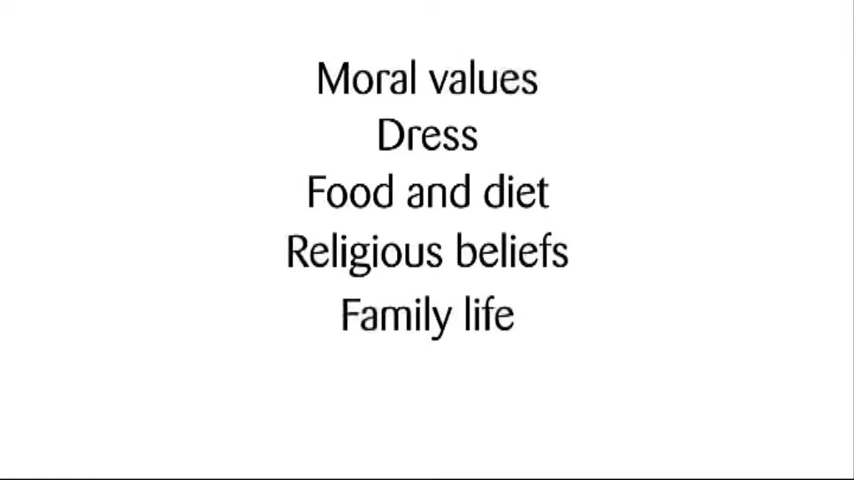 Moral values
Dress
Food and diet
Religious beliefs
Family life